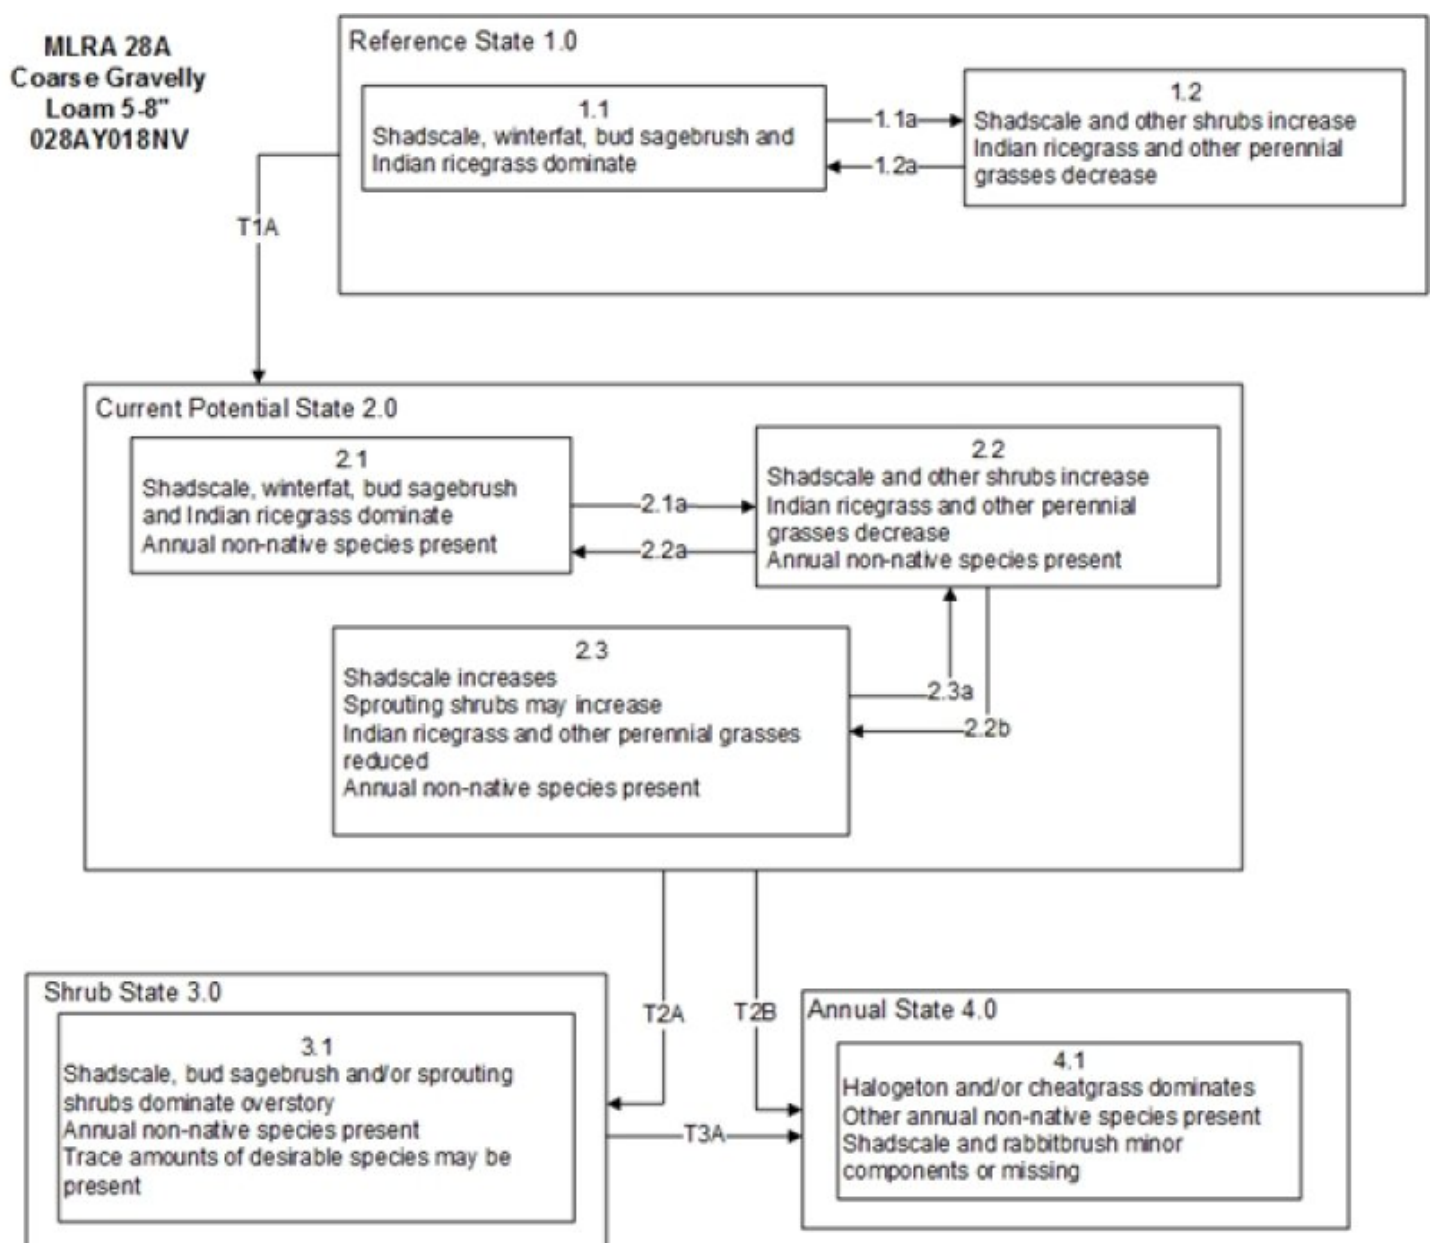 MLRA 28A
Coarse Gravelly
Loam 5-8"
028AY018NV
Reference State 1.0
1.1
Shadscale, winterfat, bud sagebrush and
Indian ricegrass dominate
1.1a
1.2a
1.2
Shadscale and other shrubs increase
Indian ricegrass and other perennial
grasses decrease
T1A
Current Potential State 2.0
2.1
Shadscale, winterfat, bud sagebrush
and Indian ricegrass dominate
Annual non-native species present
2.1a
2.2a
2.2
Shadscale and other shrubs increase
Indian ricegrass and other perennial
grasses decrease
Annual non-native species present
2.3
Shadscale increases
Sprouting shrubs may increase
Indian ricegrass and other perennial grasses
reduced
Annual non-native species present
2.3a
2.2b
T2A
T2B
Shrub State 3.0
3.1
Shadscale, bud sagebrush and/or sprouting
shrubs dominate overstory
Annual non-native species present
Trace amounts of desirable species may be
present
T3A
Annual State 4.0
4.1
Halogeton and/or cheatgrass dominates
Other annual non-native species present
Shadscale and rabbitbrush minor
components or missing